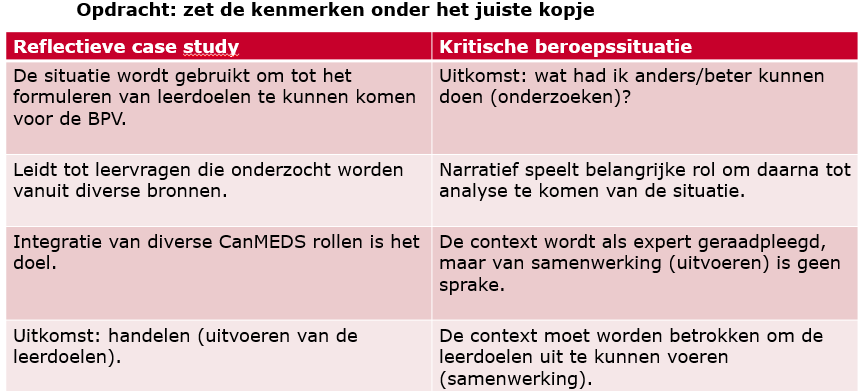 Opdracht: zet de kenmerken onder het juiste kopje
Reflectieve case study
Kritische beroepssituatie
De situatie wordt gebruikt om tot het
formuleren van leerdoelen te kunnen komen
voor de BPV.
Uitkomst: wat had ik anders/beter kunnen
doen (onderzoeken)?
Leidt tot leervragen die onderzocht worden
vanuit diverse bronnen.
Narratief speelt belangrijke rol om daarna tot
analyse te komen van de situatie.
Integratie van diverse CanMEDS rollen is het
doel.
De context wordt als expert geraadpleegd,
maar van samenwerking (uitvoeren) is geen
sprake.
Uitkomst: handelen (uitvoeren van de
leerdoelen).
De context moet worden betrokken om de
leerdoelen uit te kunnen voeren
(samenwerking).